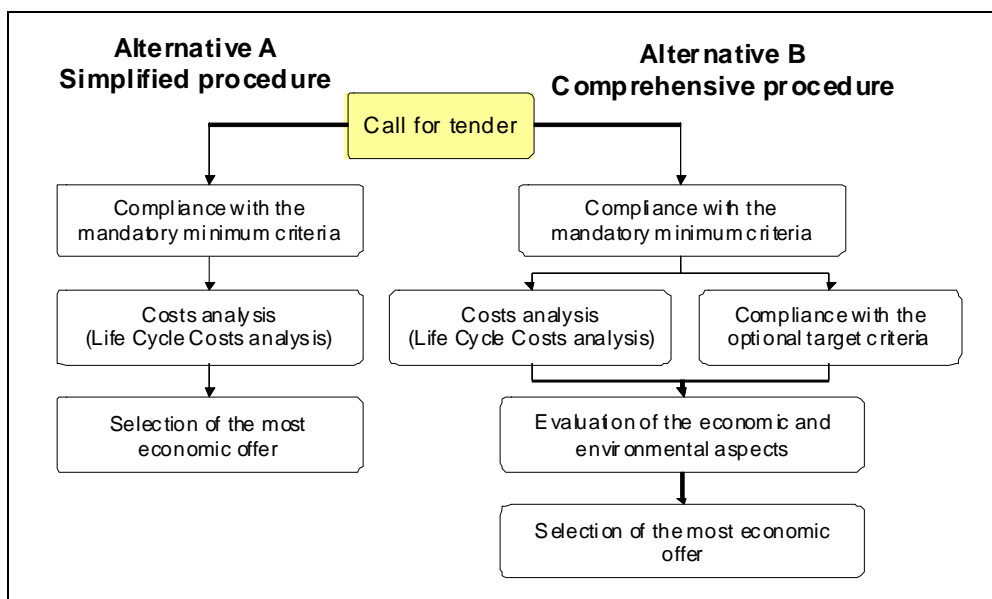 Alternative A
Simplified procedure
Alternative B
Comprehensive procedure
Call for tender
Compliance with the
mandatory minimum criteria
Costs analysis
(Life Cycle Costs analysis)
Selection of the most
economic offer
Compliance with the
mandatory minimum criteria
Costs analysis
(Life Cycle Costs analysis)
Compliance with the
optional target criteria
Evaluation of the economic and
environmental aspects
Selection of the most economic
offer